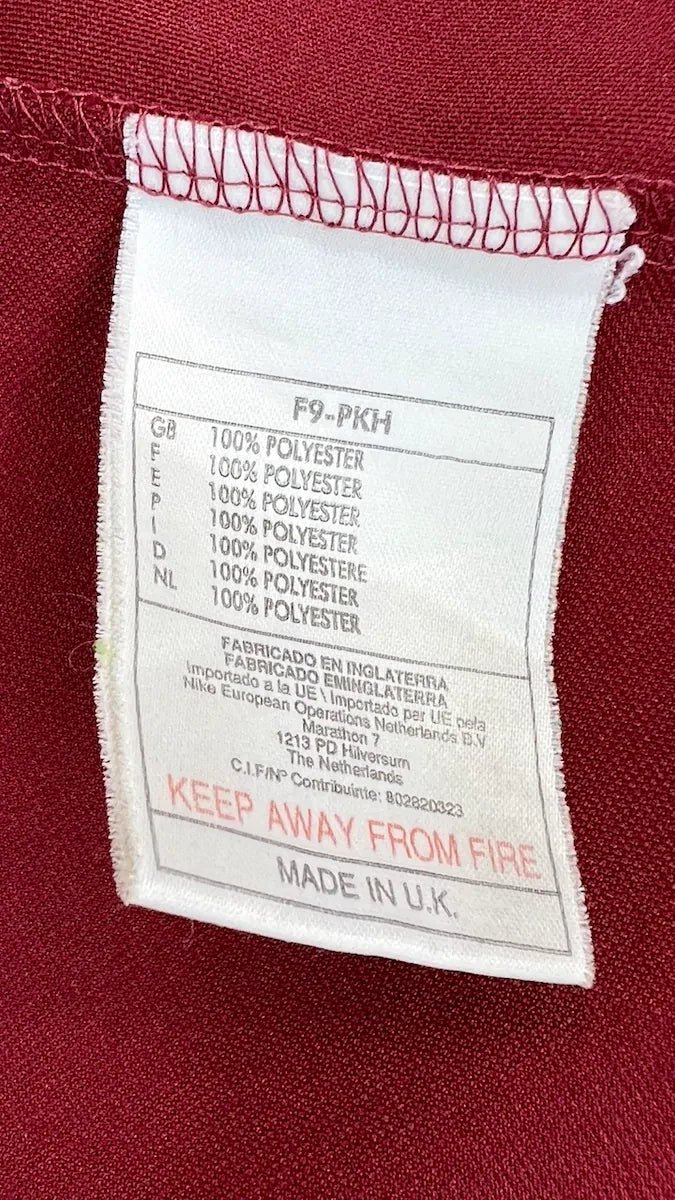 F9-PKH
GB 100% POLYESTER
F 100% POLYESTER
E 100% POLYESTER
P 100% POLYESTER
I 100% POLYESTERE
D 100% POLYESTER
NL 100% POLYESTER
FABRICADO EN INGLATERRA
FABRICADO EMINGLATERRA
Importado a la UE \ Importado par UE pela
Nike European Operations Netherlands B.V
Marathon 7
1213 PD Hilversum
The Netherlands
C.I.F/Nº Contribuinte: 802820323
KEEP AWAY FROM FIRE
MADE IN U.K.